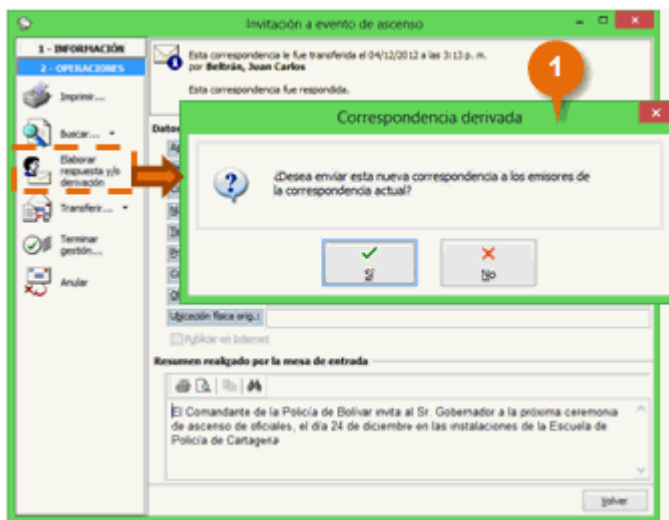 Invitación a evento de ascenso
1 - INFORMACIÓN
2 - OPERACIONES
Imprimir...
Buscar...
Elaborar
respuesta y/o
derivación
Transferir...
Terminar
gestión...
Anular
Esta correspondencia le fue transferida el 04/12/2012 a las 3:13 p. m.
por Beltrán, Juan Carlos
Esta correspondencia fue respondida.
1
Correspondencia derivada
¿Desea enviar esta nueva correspondencia a los emisores de
la correspondencia actual?
Sí
No
Datos
Ubicación física orig.:
Publicar en Internet
Resumen realizado por la mesa de entrada
El Comandante de la Policía de Bolívar invita al Sr. Gobernador a la próxima ceremonia
de ascenso de oficiales, el día 24 de diciembre en las instalaciones de la Escuela de
Policía de Cartagena
Volver